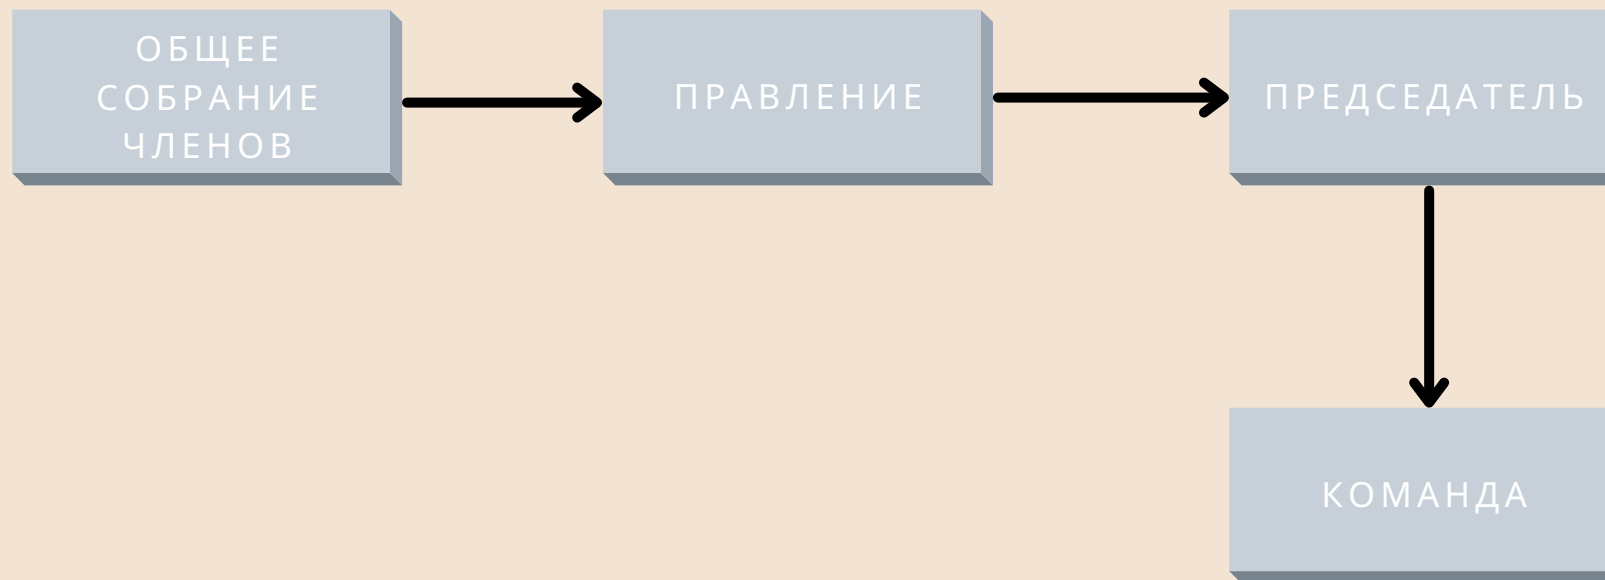 ОБЩЕЕ
СОБРАНИЕ
ЧЛЕНОВ
ПРАВЛЕНИЕ
ПРЕДСЕДАТЕЛЬ
КОМАНДА